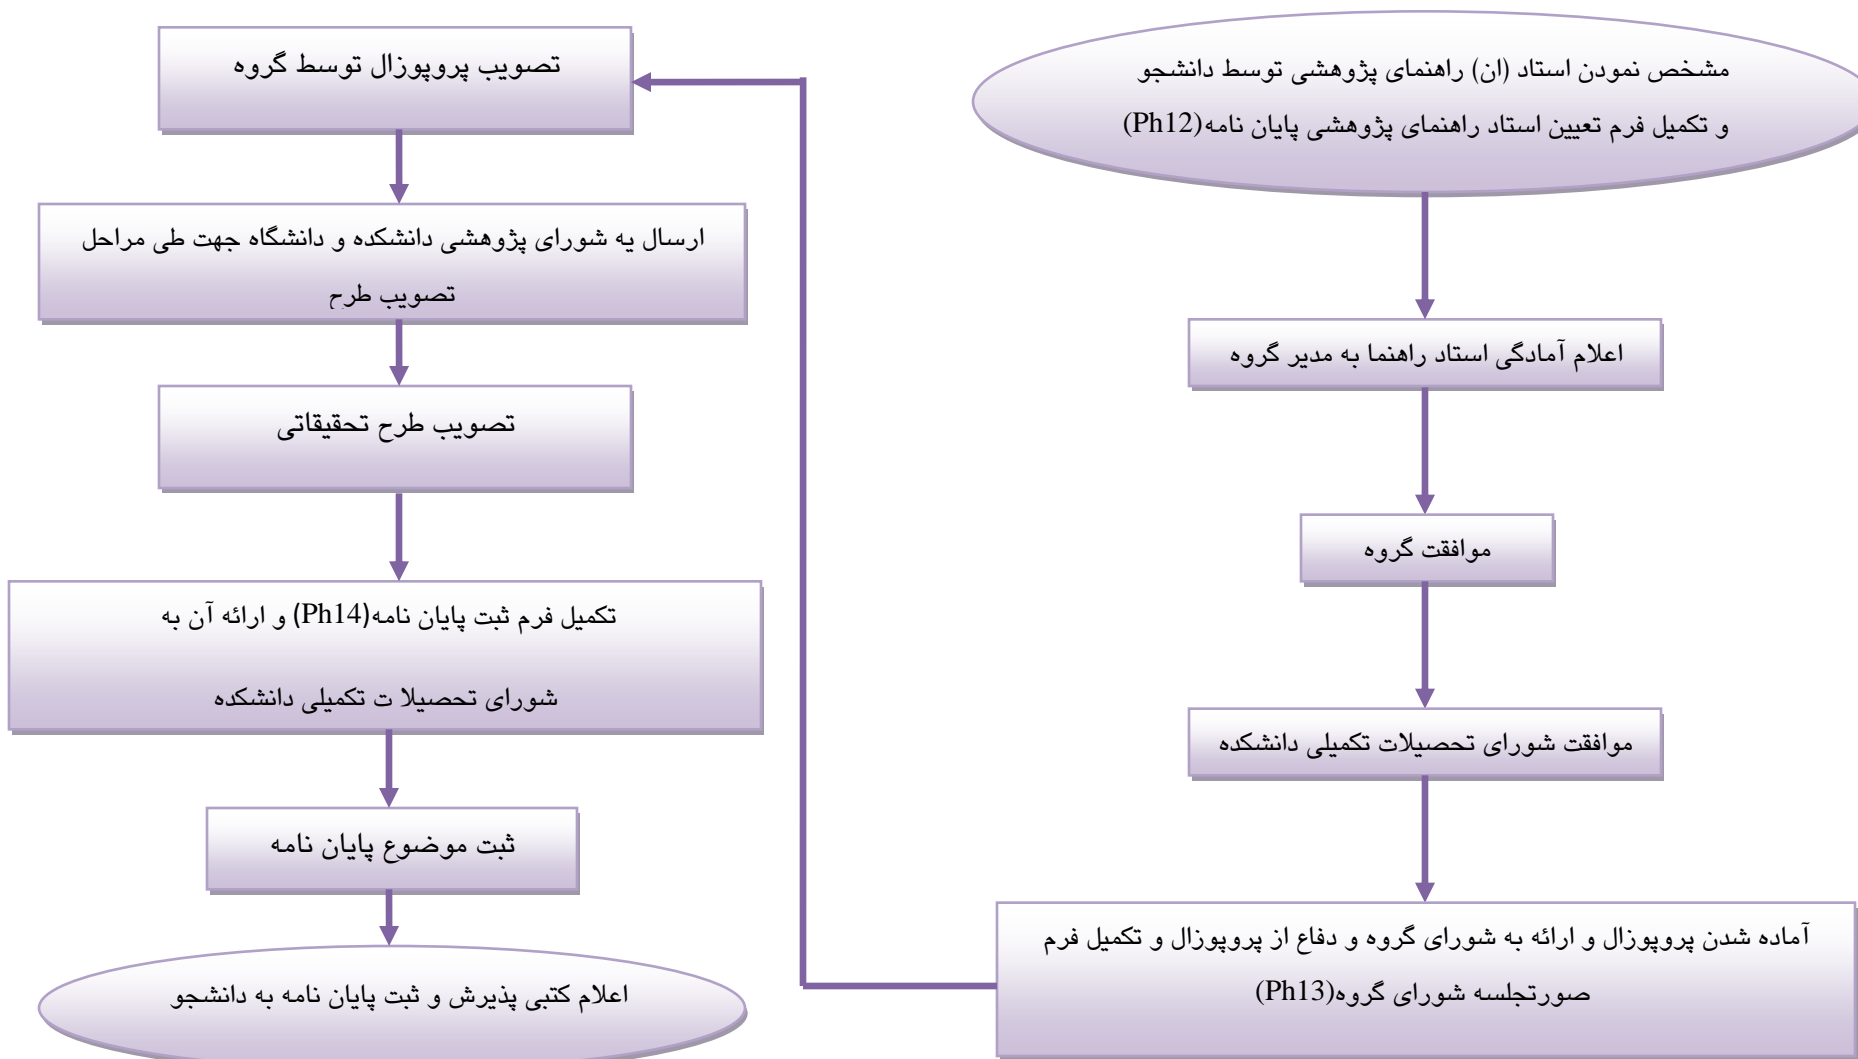 مشخص نمودن استاد (ان) راهنمای پژوهشی توسط دانشجو
و تکمیل فرم تعیین استاد راهنمای پژوهشی پایان نامه(Ph12)
اعلام آمادگی استاد راهنما به مدیر گروه
موافقت گروه
موافقت شورای تحصیلات تکمیلی دانشکده
آماده شدن پروپوزال و ارائه به شورای گروه و دفاع از پروپوزال و تکمیل فرم
صورتجلسه شورای گروه(Ph13)
تصویب پروپوزال توسط گروه
ارسال یه شورای پژوهشی دانشکده و دانشگاه جهت طی مراحل
تصویب طرح
تصویب طرح تحقیقاتی
تکمیل فرم ثبت پایان نامه(Ph14) و ارائه آن به
شورای تحصیلا ت تکمیلی دانشکده
ثبت موضوع پایان نامه
اعلام کتبی پذیرش و ثبت پایان نامه به دانشجو